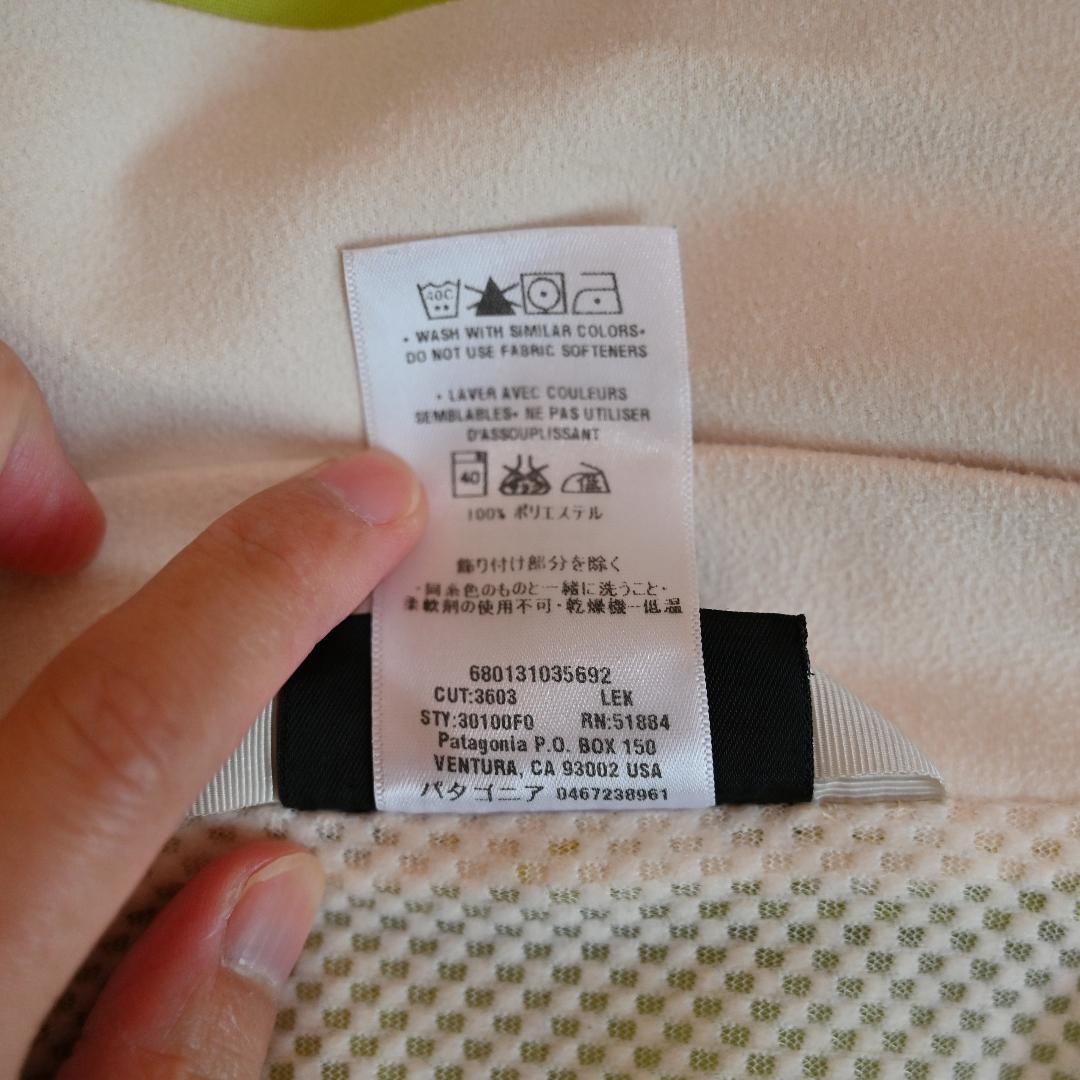 40C
• WASH WITH SIMILAR COLORS•
DO NOT USE FABRIC SOFTENERS
• LAVER AVEC COULEURS
SEMBLABLES• NE PAS UTILISER
D'ASSOUPLISSANT
40 低
100% ポリエステル
飾り付け部分を除く
・同系色のものと一緒に洗うこと・
柔軟剤の使用不可・乾燥機一低温
680131035692
CUT:3603 LEK
STY:30100F0 RN:51884
Patagonia P.O. BOX 150
VENTURA, CA 93002 USA
パタゴニア 0467238961